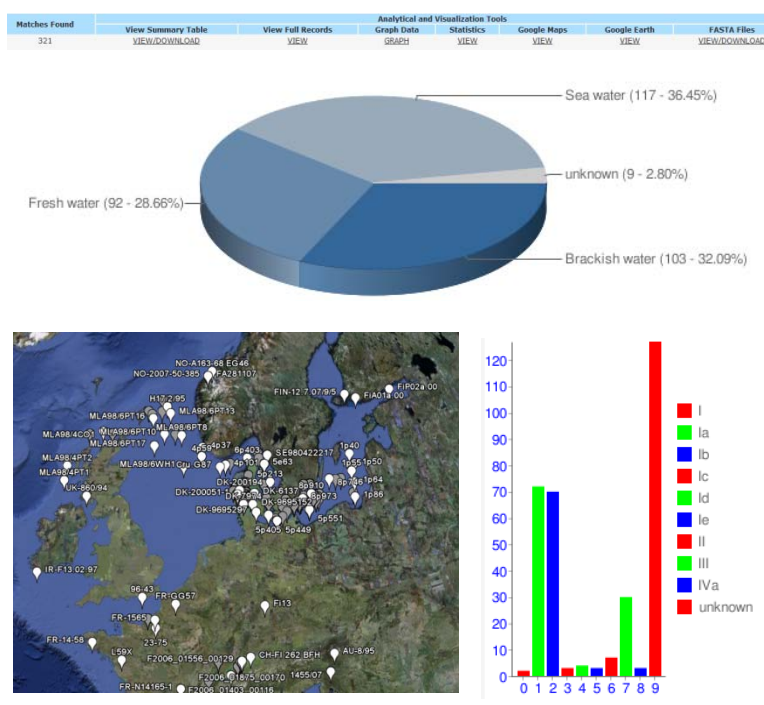 Matches Found
Analytical and Visualization Tools
View Summary Table View Full Records Graph Data Statistics Google Maps Google Earth FASTA Files
321 VIEW/DOWNLOAD VIEW GRAPH VIEW VIEW VIEW VIEW/DOWNLOAD
Sea water (117 - 36.45%)
unknown (9 - 2.80%)
Fresh water (92 - 28.66%)
Brackish water (103 - 32.09%)
NO-A163-68 EG46
NO-2007-50-385 FA281107
FIN-12.7.07/9/5 FiA01a.00 FiP02a.00
H17/2/95
MLA98/6PT16 MLA98/6PT13
MLA98/4CO1 MLA98/6PT10 MLA98/6PT8
MLA98/6PT17
4p59 4p37 6p403 SE980422217 1p40
MLA98/4PT2 MLA98/6WH1 G87 4p101 5e63 1p55 1p50
MLA98/4PT1 5p213
UK-860/94 DK-200194 DK-6137 8p910 1p64
DK-200051-1 DK-7974 8p973 1p86
DK-9695297
5p405 5p449 5p551
IR-F13.02.97
96-43 FR-GG57 Fi13
FR-1565
23-75
FR-14-58
L59X F2006_01556_00129 CH-FI 262 BFH AU-8/95
F2006_01875_00170 1455/07
FR-N14165-1 F2006_01403_00116
120
110
100
90
80
70
60
50
40
30
20
10
0
0 1 2 3 4 5 6 7 8 9
I
Ia
Ib
Ic
Id
Ie
II
III
IVa
unknown